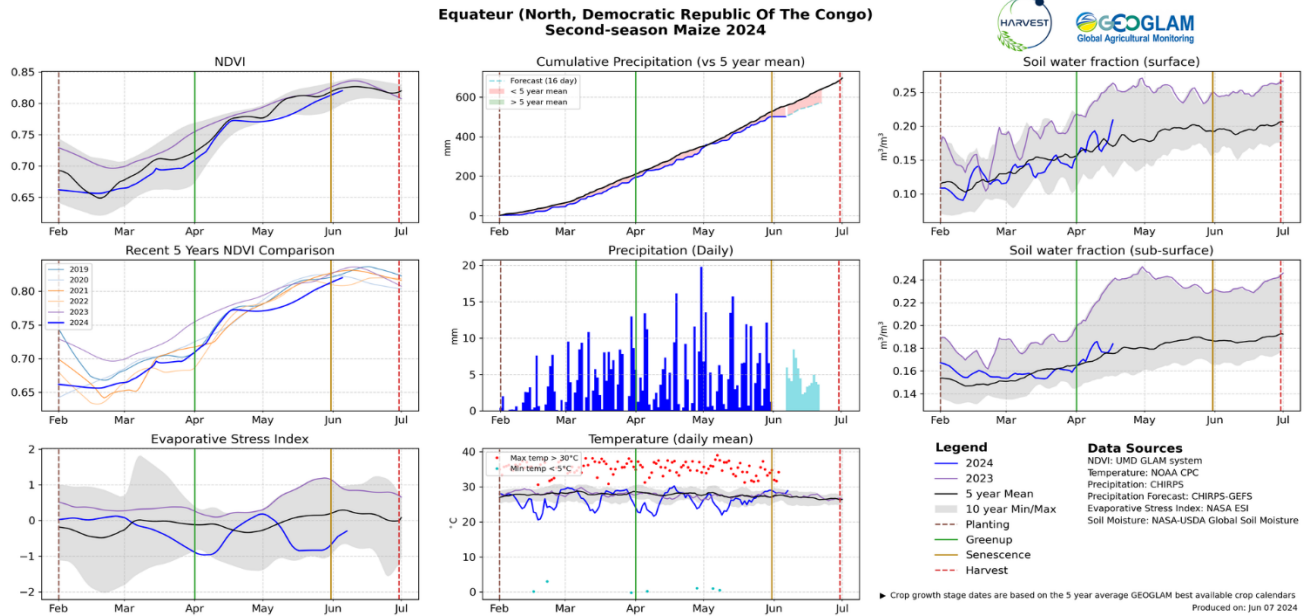 Equateur (North, Democratic Republic Of The Congo)
Second-season Maize 2024
HARVEST
GEOGLAM
Global Agricultural Monitoring
NDVI
0.85
0.80
0.75
0.70
0.65
Feb Mar Apr May Jun Jul
Cumulative Precipitation (vs 5 year mean)
Forecast (16 day)
< 5 year mean
> 5 year mean
mm
600
400
200
0
Feb Mar Apr May Jun Jul
Soil water fraction (surface)
m³/m³
0.25
0.20
0.15
0.10
Feb Mar Apr May Jun Jul
Recent 5 Years NDVI Comparison
2019
2020
2021
2022
2023
2024
0.80
0.75
0.70
0.65
Feb Mar Apr May Jun Jul
Precipitation (Daily)
mm
20
15
10
5
0
Feb Mar Apr May Jun Jul
Soil water fraction (sub-surface)
m³/m³
0.24
0.22
0.20
0.18
0.16
0.14
Feb Mar Apr May Jun Jul
Evaporative Stress Index
2
1
0
−1
−2
Feb Mar Apr May Jun Jul
Temperature (daily mean)
Max temp > 30°C
Min temp < 5°C
°C
40
30
20
10
0
Feb Mar Apr May Jun Jul
Legend
2024
2023
5 year Mean
10 year Min/Max
Planting
Greenup
Senescence
Harvest
Data Sources
NDVI: UMD GLAM system
Temperature: NOAA CPC
Precipitation: CHIRPS
Precipitation Forecast: CHIRPS-GEFS
Evaporative Stress Index: NASA ESI
Soil Moisture: NASA-USDA Global Soil Moisture
▶ Crop growth stage dates are based on the 5 year average GEOGLAM best available crop calendars
Produced on: Jun 07 2024